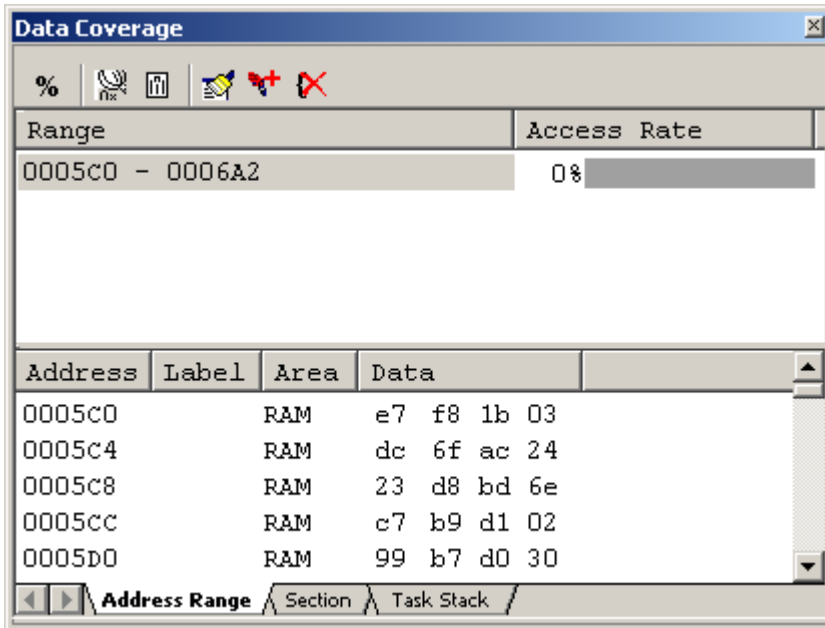 Data Coverage
%
Range Access Rate
0005C0 - 0006A2 0%
Address Label Area Data
0005C0 RAM e7 f8 1b 03
0005C4 RAM dc 6f ac 24
0005C8 RAM 23 d8 bd 6e
0005CC RAM c7 b9 d1 02
0005D0 RAM 99 b7 d0 30
Address Range Section Task Stack